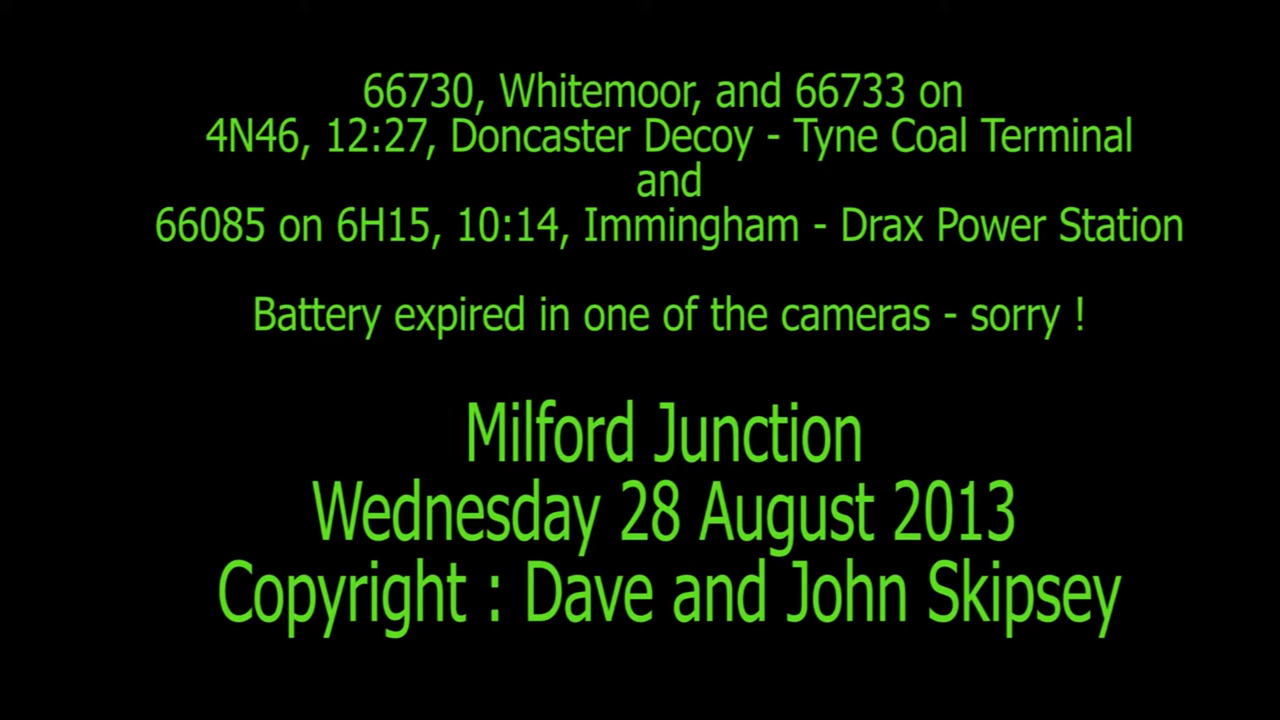 66730, Whitemoor, and 66733 on
4N46, 12:27, Doncaster Decoy - Tyne Coal Terminal
and
66085 on 6H15, 10:14, Immingham - Drax Power Station
Battery expired in one of the cameras - sorry !
Milford Junction
Wednesday 28 August 2013
Copyright : Dave and John Skipsey